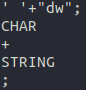 ' '+"dw";
CHAR
+
STRING
;